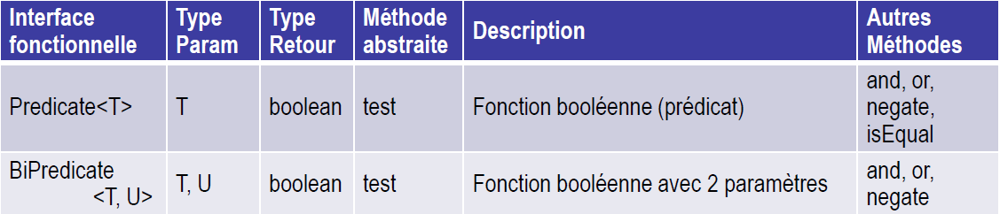 Interface fonctionnelle | Type Param | Type Retour | Méthode abstraite | Description | Autres Méthodes
Predicate<T> | T | boolean | test | Fonction booléenne (prédicat) | and, or, negate, isEqual
BiPredicate <T, U> | T, U | boolean | test | Fonction booléenne avec 2 paramètres | and, or, negate